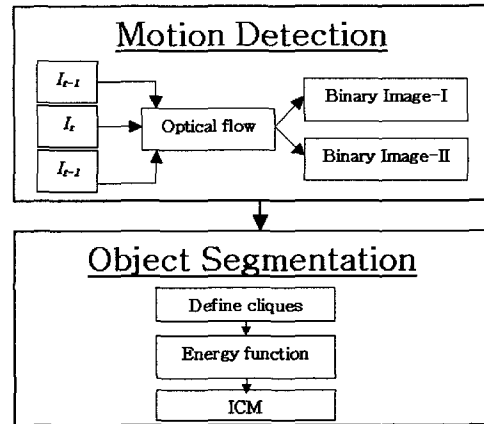 Motion Detection
I_{t-1}
I_t
I_{t-1}
Optical flow
Binary Image-I
Binary Image-II
Object Segmentation
Define cliques
Energy function
ICM